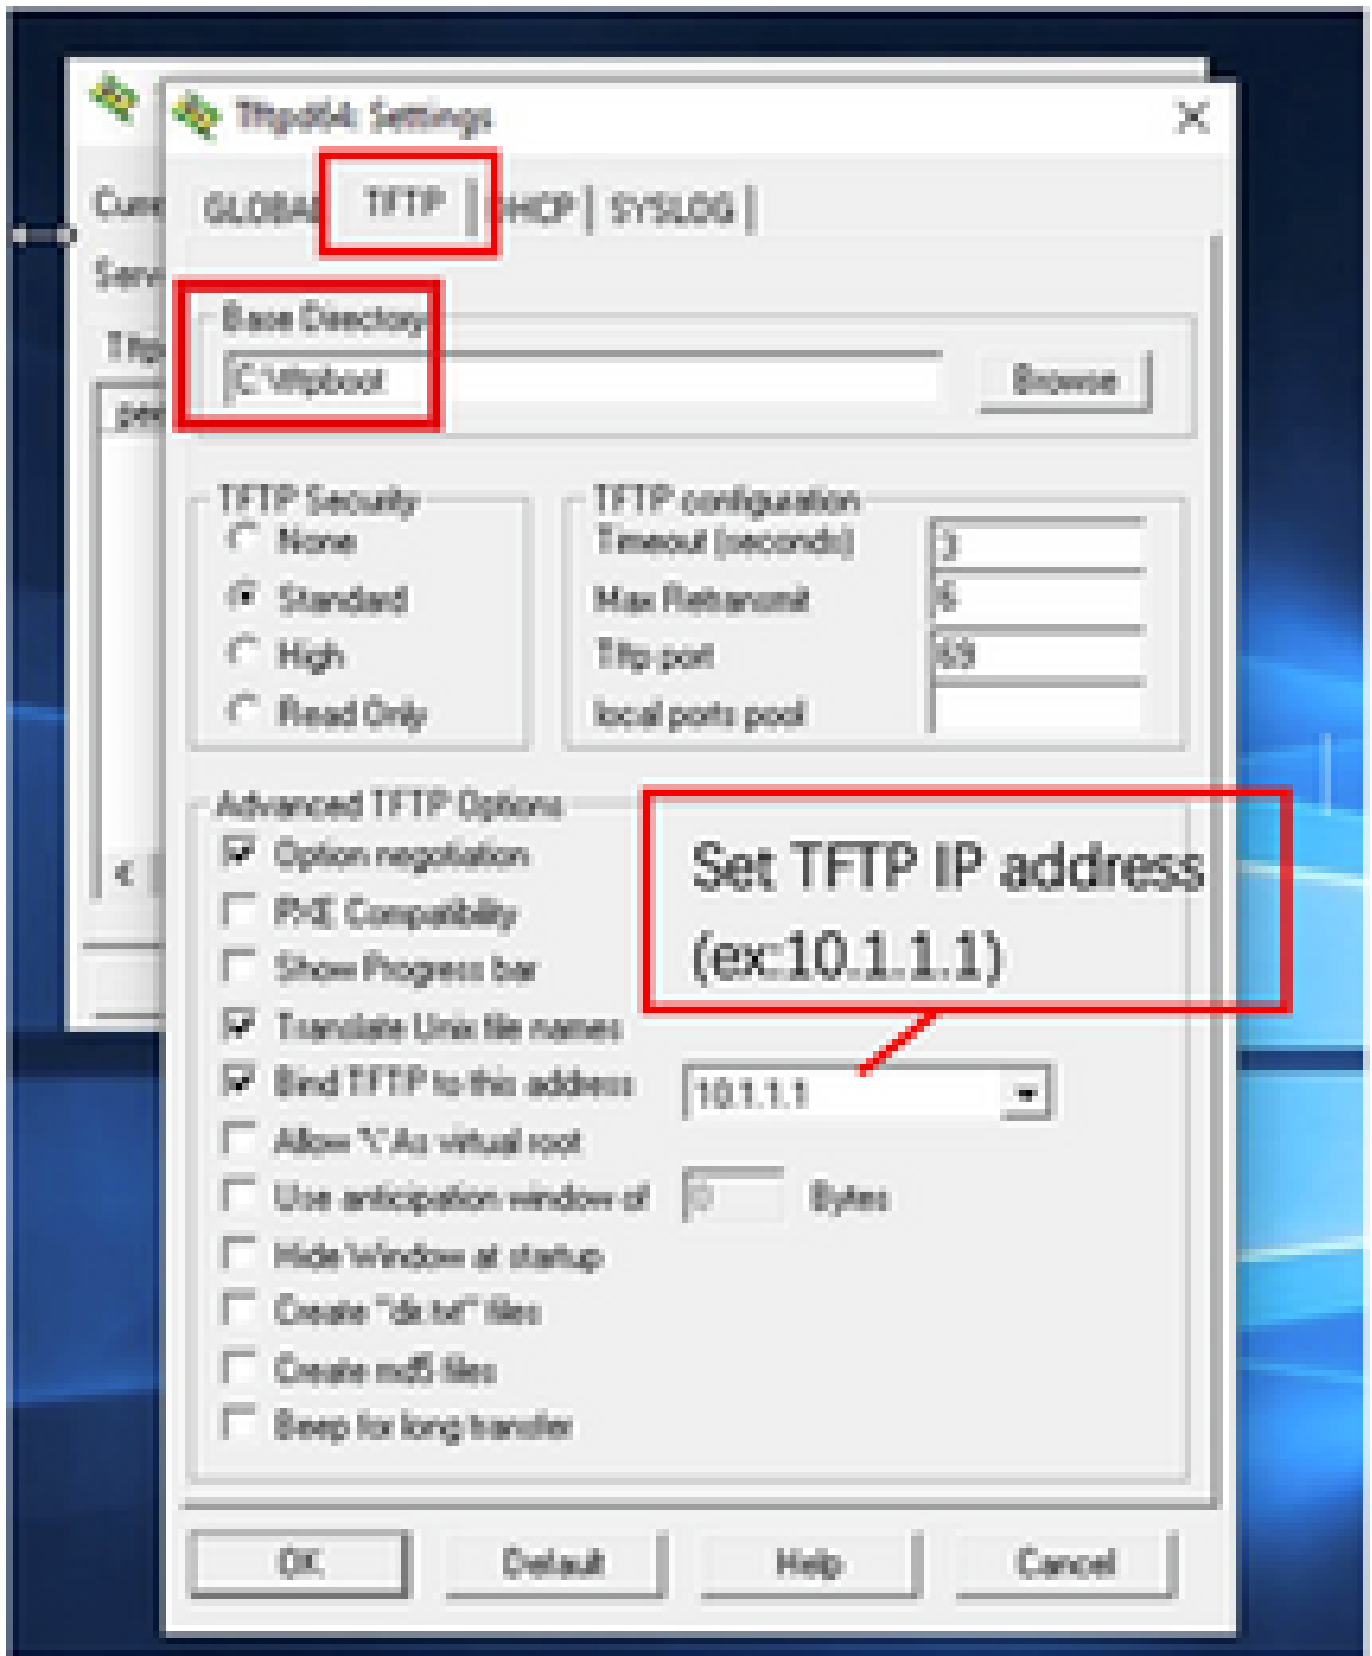 Tftpd64: Settings
GLOBAL TFTP DHCP SYSLOG
Base Directory
C:\tftpboot
Browse
TFTP Security
None
Standard
High
Read Only
TFTP configuration
Timeout (seconds) 3
Max Retransmit 6
Tftp port 69
local ports pool
Advanced TFTP Options
Set TFTP IP address
(ex:10.1.1.1)
Option negotiation
PXE Compatibility
Show Progress bar
Translate Unix file names
Bind TFTP to this address 10.1.1.1
Allow '\' As virtual root
Use anticipation window of 0 Bytes
Hide Window at startup
Create "dir.txt" files
Create md5 files
Beep for long transfer
OK Default Help Cancel